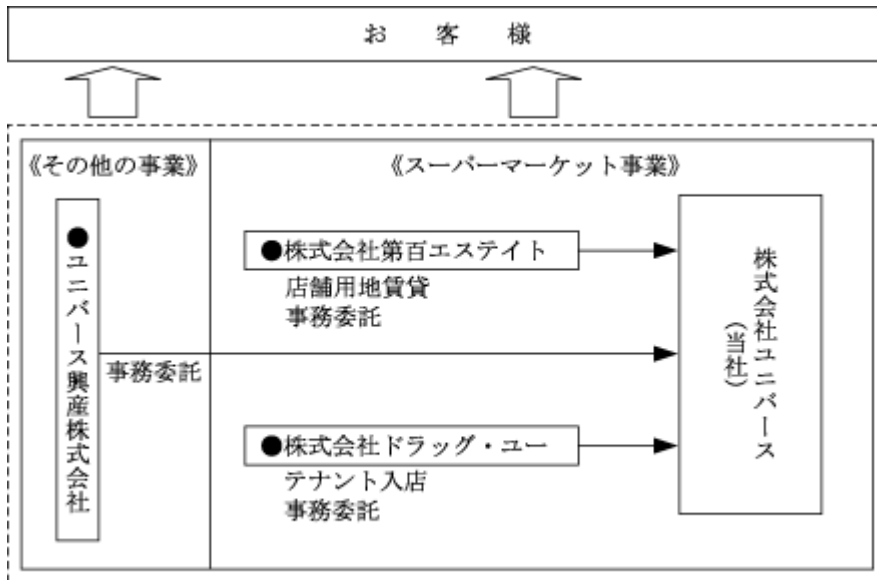 お客様
《その他の事業》
《スーパーマーケット事業》
●ユニバース興産株式会社
事務委託
●株式会社第百エステイト
店舗用地賃貸
事務委託
●株式会社ドラッグ・ユー
テナント入店
事務委託
株式会社ユニバース
(当社)